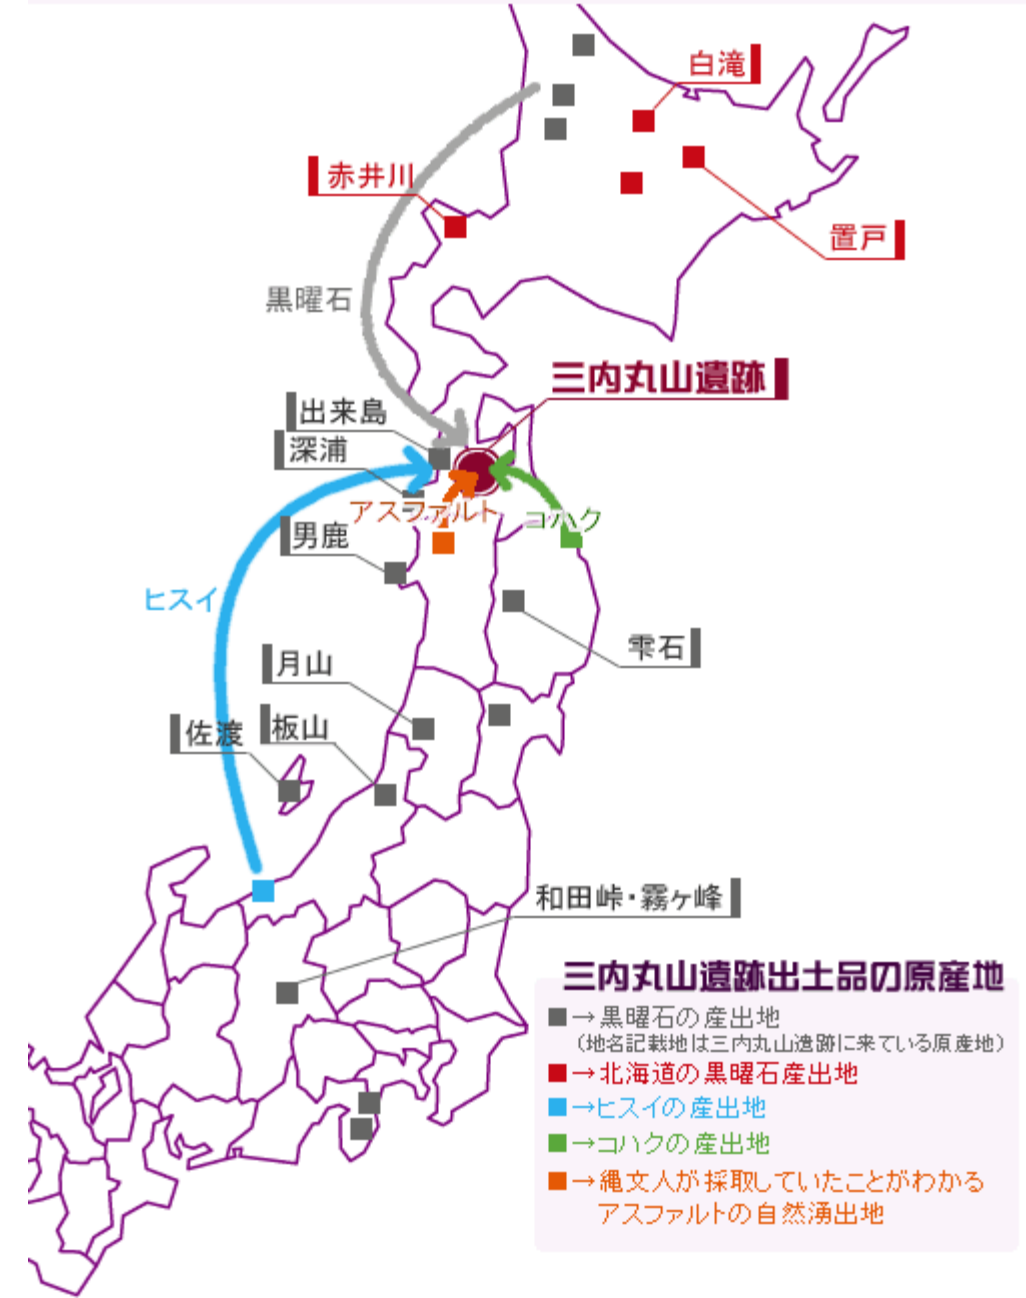 白滝
赤井川
置戸
黒曜石
三内丸山遺跡
出来島
深浦
アスファルト
コハク
男鹿
ヒスイ
雫石
月山
佐渡
板山
和田峠・霧ヶ峰
三内丸山遺跡出土品の原産地
■→黒曜石の産出地
（地名記載地は三内丸山遺跡に来ている原産地）
■→北海道の黒曜石産出地
■→ヒスイの産出地
■→コハクの産出地
■→縄文人が採取していたことがわかる
アスファルトの自然湧出地